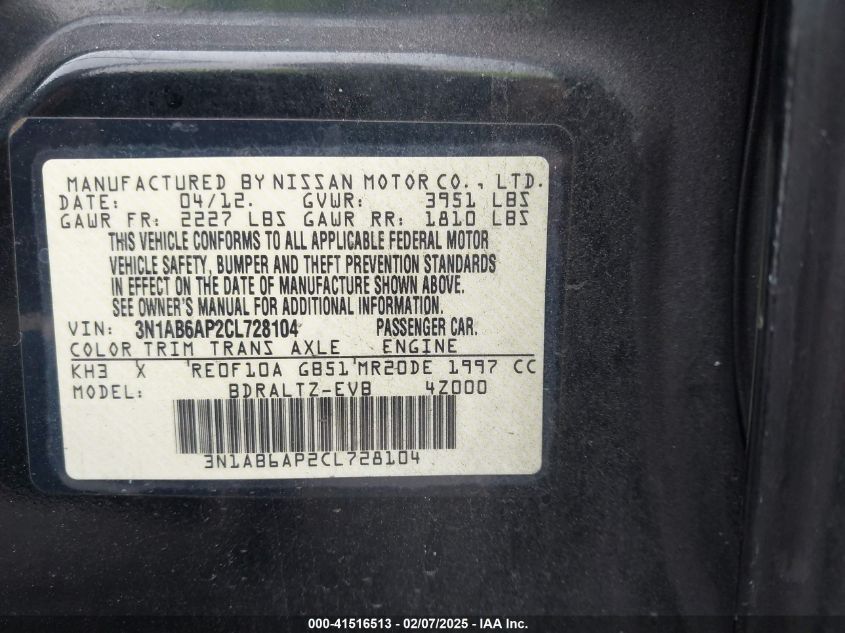 MANUFACTURED BY NISSAN MOTOR CO., LTD.
DATE: 04/12. GVWR: 3951 LBS
GAWR FR: 2227 LBS GAWR RR: 1810 LBS
THIS VEHICLE CONFORMS TO ALL APPLICABLE FEDERAL MOTOR
VEHICLE SAFETY, BUMPER AND THEFT PREVENTION STANDARDS
IN EFFECT ON THE DATE OF MANUFACTURE SHOWN ABOVE.
SEE OWNER'S MANUAL FOR ADDITIONAL INFORMATION.
VIN: 3N1AB6AP2CL728104 PASSENGER CAR.
COLOR TRIM TRANS AXLE ENGINE
KH3 X RE0F10A GB51 MR20DE 1997 CC
MODEL: BDRALTZ-EVB 4Z000
3N1AB6AP2CL728104
000-41516513 - 02/07/2025 - IAA Inc.